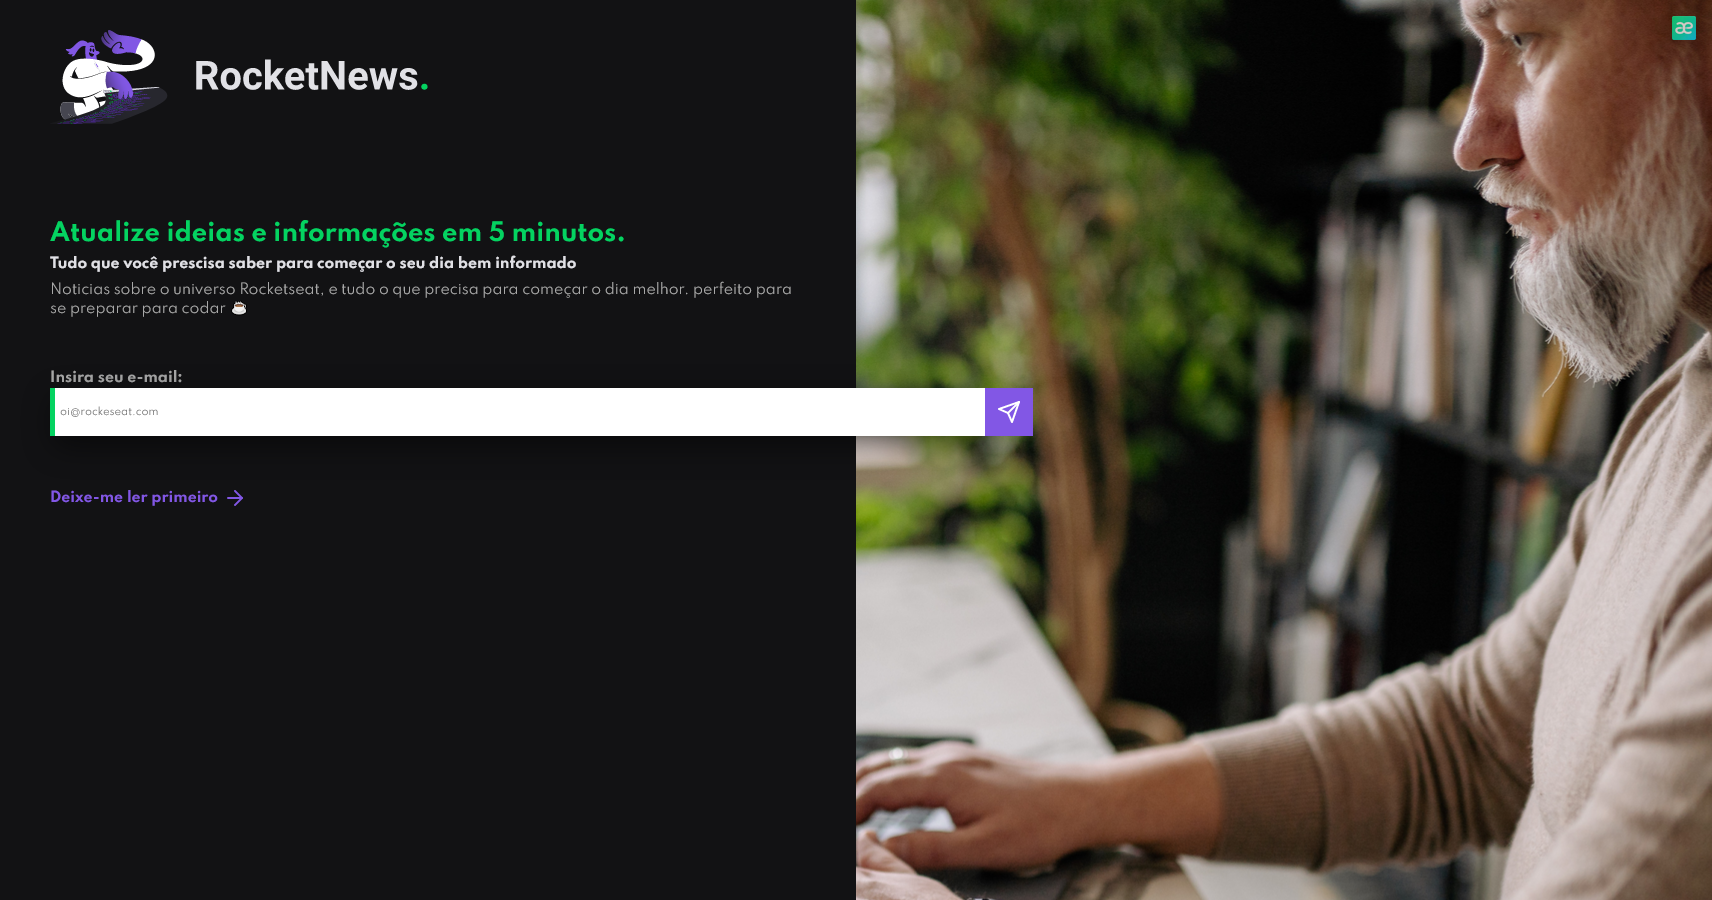 RocketNews.
æ
Atualize ideias e informações em 5 minutos.
Tudo que você prescisa saber para começar o seu dia bem informado
Noticias sobre o universo Rocketseat, e tudo o que precisa para começar o dia melhor. perfeito para
se preparar para codar ☕
Insira seu e-mail:
oi@rockeseat.com
Deixe-me ler primeiro →